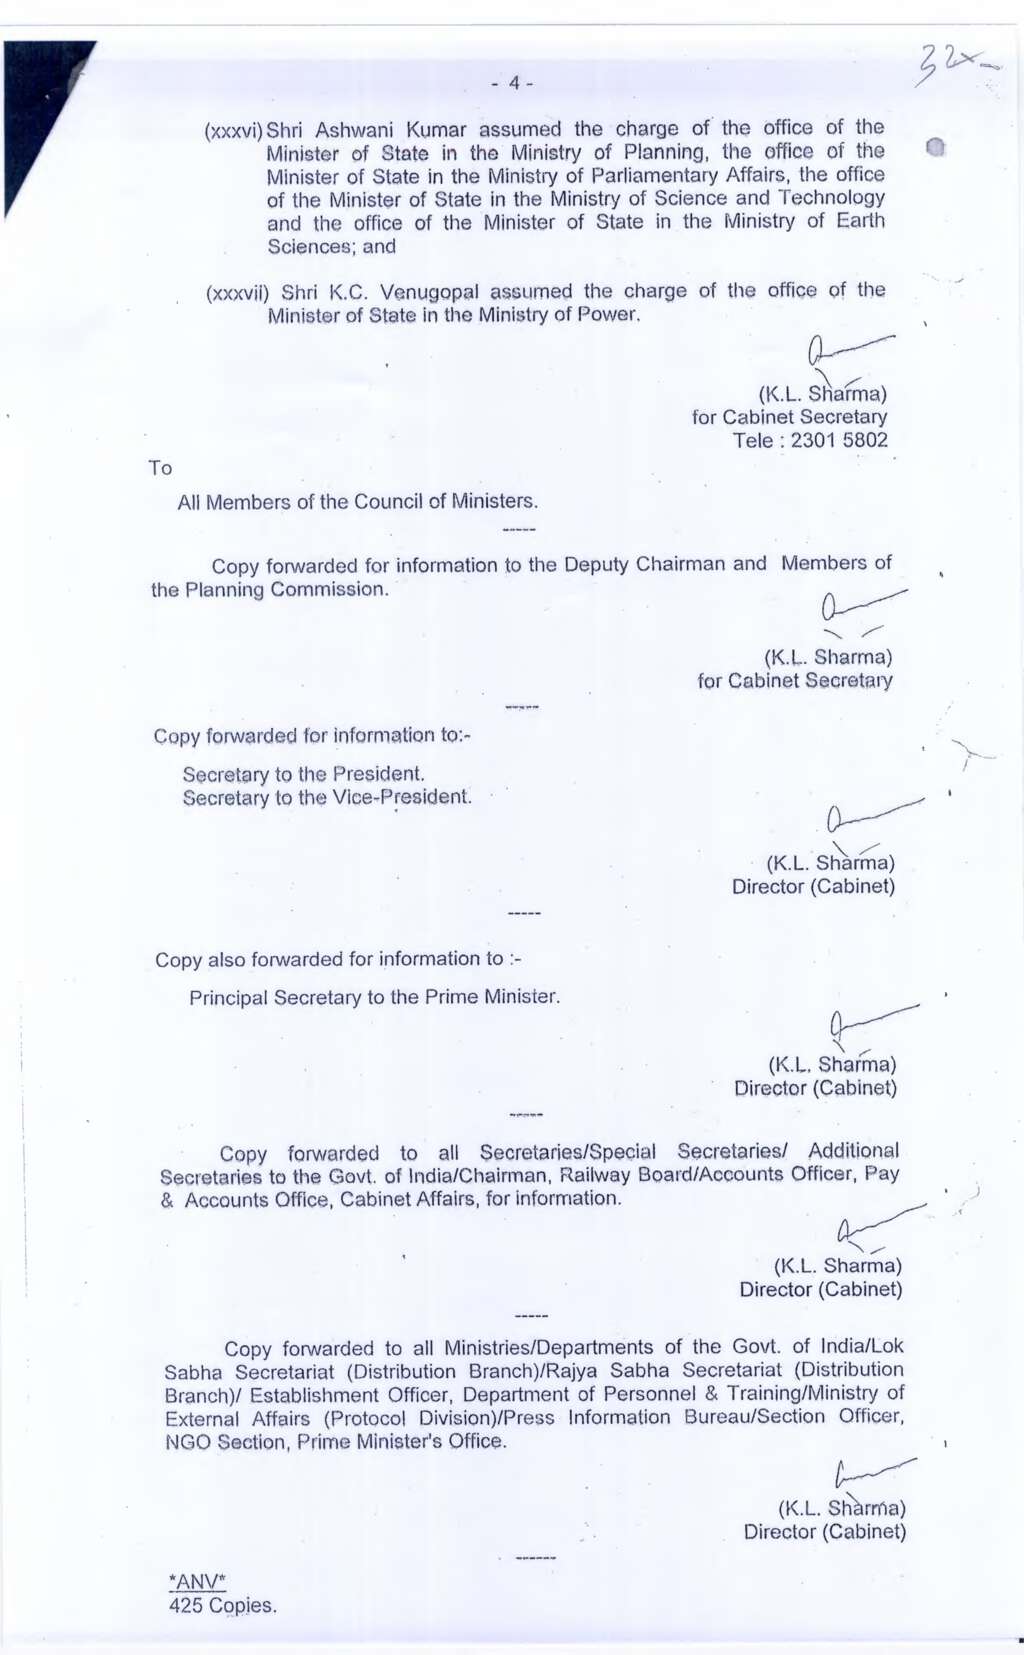 - 4 -
(xxxvi) Shri Ashwani Kumar assumed the charge of the office of the
Minister of State in the Ministry of Planning, the office of the
Minister of State in the Ministry of Parliamentary Affairs, the office
of the Minister of State in the Ministry of Science and Technology
and the office of the Minister of State in the Ministry of Earth
Sciences; and
(xxxvii) Shri K.C. Venugopal assumed the charge of the office of the
Minister of State in the Ministry of Power.
(K.L. Sharma)
for Cabinet Secretary
Tele : 2301 5802
To
All Members of the Council of Ministers.
-----
Copy forwarded for information to the Deputy Chairman and Members of
the Planning Commission.
(K.L. Sharma)
for Cabinet Secretary
-----
Copy forwarded for information to:-
Secretary to the President.
Secretary to the Vice-President.
(K.L. Sharma)
Director (Cabinet)
-----
Copy also forwarded for information to :-
Principal Secretary to the Prime Minister.
(K.L. Sharma)
Director (Cabinet)
-----
Copy forwarded to all Secretaries/Special Secretaries/ Additional
Secretaries to the Govt. of India/Chairman, Railway Board/Accounts Officer, Pay
& Accounts Office, Cabinet Affairs, for information.
(K.L. Sharma)
Director (Cabinet)
-----
Copy forwarded to all Ministries/Departments of the Govt. of India/Lok
Sabha Secretariat (Distribution Branch)/Rajya Sabha Secretariat (Distribution
Branch)/ Establishment Officer, Department of Personnel & Training/Ministry of
External Affairs (Protocol Division)/Press Information Bureau/Section Officer,
NGO Section, Prime Minister's Office.
(K.L. Sharma)
Director (Cabinet)
------
*ANV*
425 Copies.